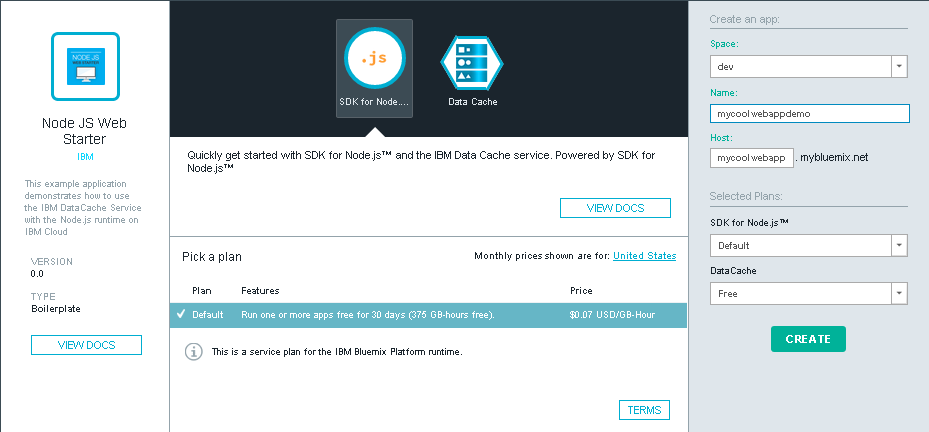 NODE JS
WEB STARTER
Node JS Web
Starter
IBM
This example application
demonstrates how to use
the IBM DataCache Service
with the Node.js runtime on
IBM Cloud
VERSION
0.0
TYPE
Boilerplate
VIEW DOCS
.js
SDK for Node....
Data Cache
Quickly get started with SDK for Node.js™ and the IBM Data Cache service. Powered by SDK for
Node.js™
VIEW DOCS
Pick a plan
Monthly prices shown are for: United States
Plan Features Price
✓ Default Run one or more apps free for 30 days (375 GB-hours free). $0.07 USD/GB-Hour
This is a service plan for the IBM Bluemix Platform runtime.
TERMS
Create an app:
Space:
dev
Name:
mycoolwebappdemo
Host:
mycoolwebapp .mybluemix.net
Selected Plans:
SDK for Node.js™
Default
DataCache
Free
CREATE